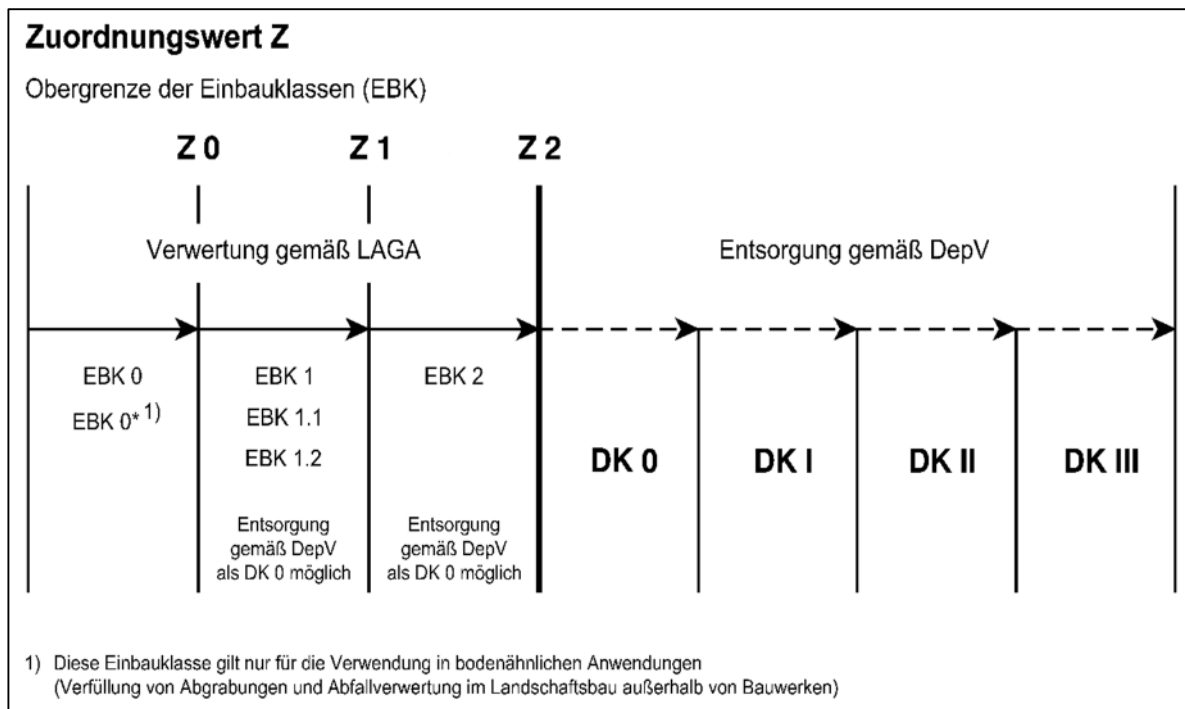 Zuordnungswert Z
Obergrenze der Einbauklassen (EBK)
Z 0 Z 1 Z 2
Verwertung gemäß LAGA Entsorgung gemäß DepV
EBK 0 EBK 1 EBK 2
EBK 0* 1) EBK 1.1
EBK 1.2
DK 0 DK I DK II DK III
Entsorgung Entsorgung
gemäß DepV gemäß DepV
als DK 0 möglich als DK 0 möglich
1) Diese Einbauklasse gilt nur für die Verwendung in bodenähnlichen Anwendungen
(Verfüllung von Abgrabungen und Abfallverwertung im Landschaftsbau außerhalb von Bauwerken)